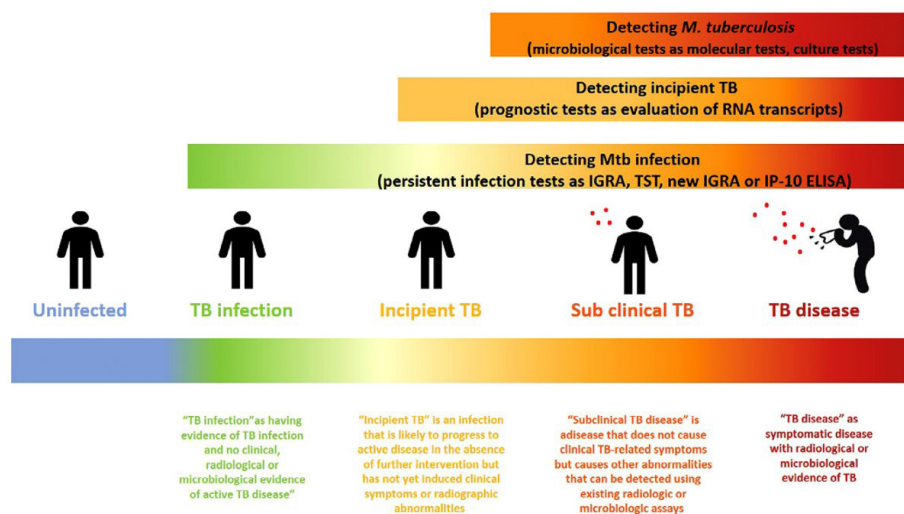 Detecting M. tuberculosis
(microbiological tests as molecular tests, culture tests)
Detecting incipient TB
(prognostic tests as evaluation of RNA transcripts)
Detecting Mtb infection
(persistent infection tests as IGRA, TST, new IGRA or IP-10 ELISA)
Uninfected
TB infection
Incipient TB
Sub clinical TB
TB disease
“TB infection”as having
evidence of TB infection
and no clinical,
radiological or
microbiological evidence
of active TB disease”
“Incipient TB” is an infection
that is likely to progress to
active disease in the absence
of further intervention but
has not yet induced clinical
symptoms or radiographic
abnormalities
“Subclinical TB disease” is
adisease that does not cause
clinical TB-related symptoms
but causes other abnormalities
that can be detected using
existing radiologic or
microbiologic assays
“TB disease” as
symptomatic disease
with radiological or
microbiological
evidence of TB